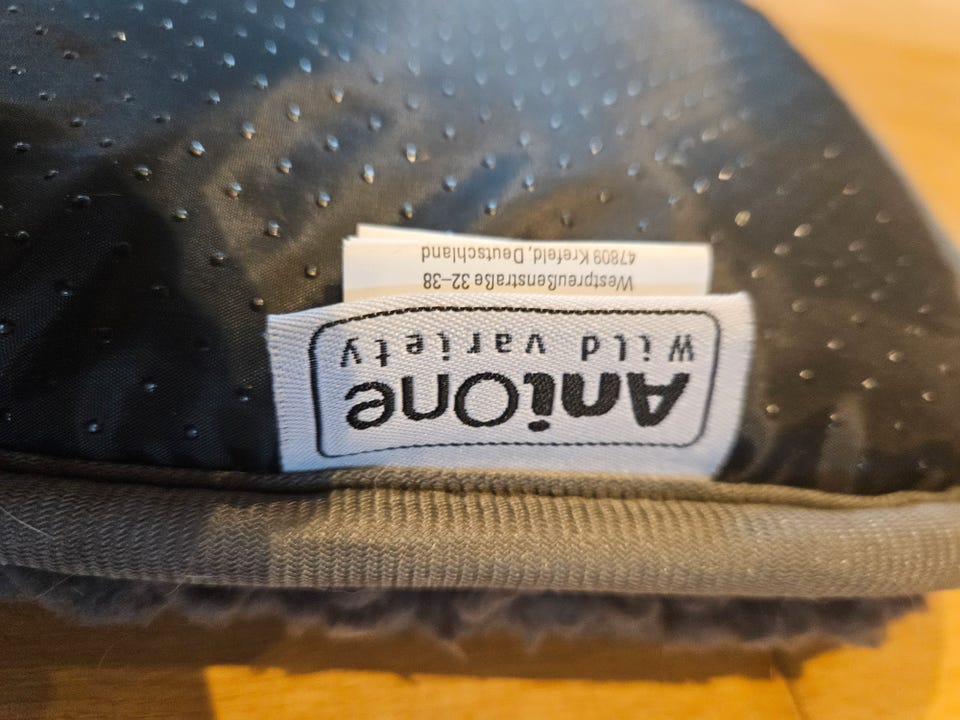 AniOne
Wild variety
Westpreußenstraße 32–38
47809 Krefeld, Deutschland